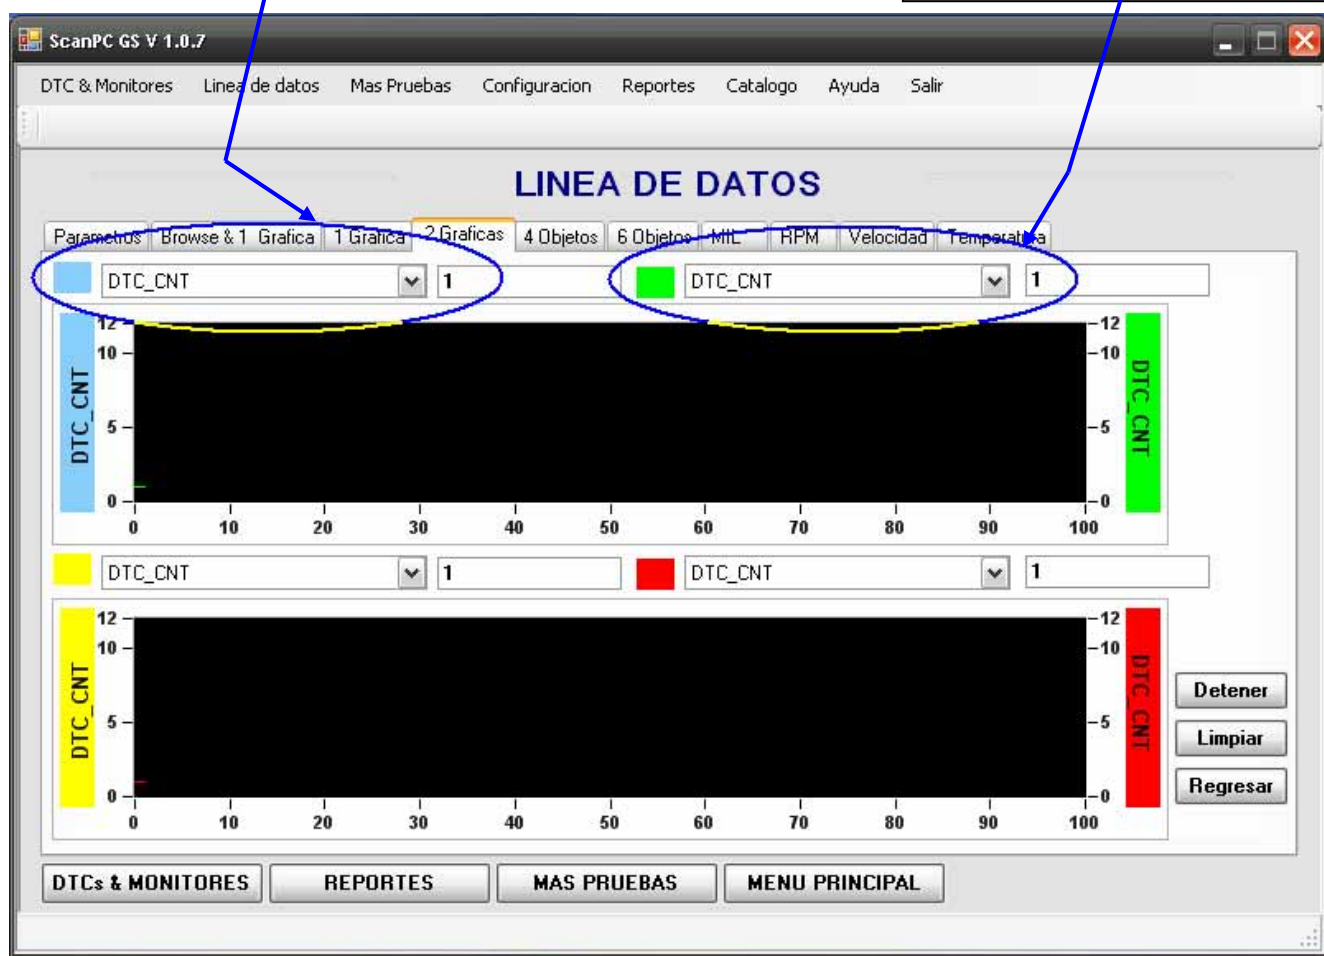 ScanPC GS V 1.0.7
DTC & Monitores Linea de datos Mas Pruebas Configuracion Reportes Catalogo Ayuda Salir
LINEA DE DATOS
Parametros Browse & 1 Grafica 1 Grafica 2 Graficas 4 Objetos 6 Objetos MIL RPM Velocidad Temperatura
DTC_CNT 1 DTC_CNT 1
DTC_CNT
12 10 5 0
0 10 20 30 40 50 60 70 80 90 100
12 10 5 0
DTC_CNT
DTC_CNT 1 DTC_CNT 1
DTC_CNT
12 10 5 0
0 10 20 30 40 50 60 70 80 90 100
12 10 5 0
DTC_CNT
Detener
Limpiar
Regresar
DTCs & MONITORES REPORTES MAS PRUEBAS MENU PRINCIPAL